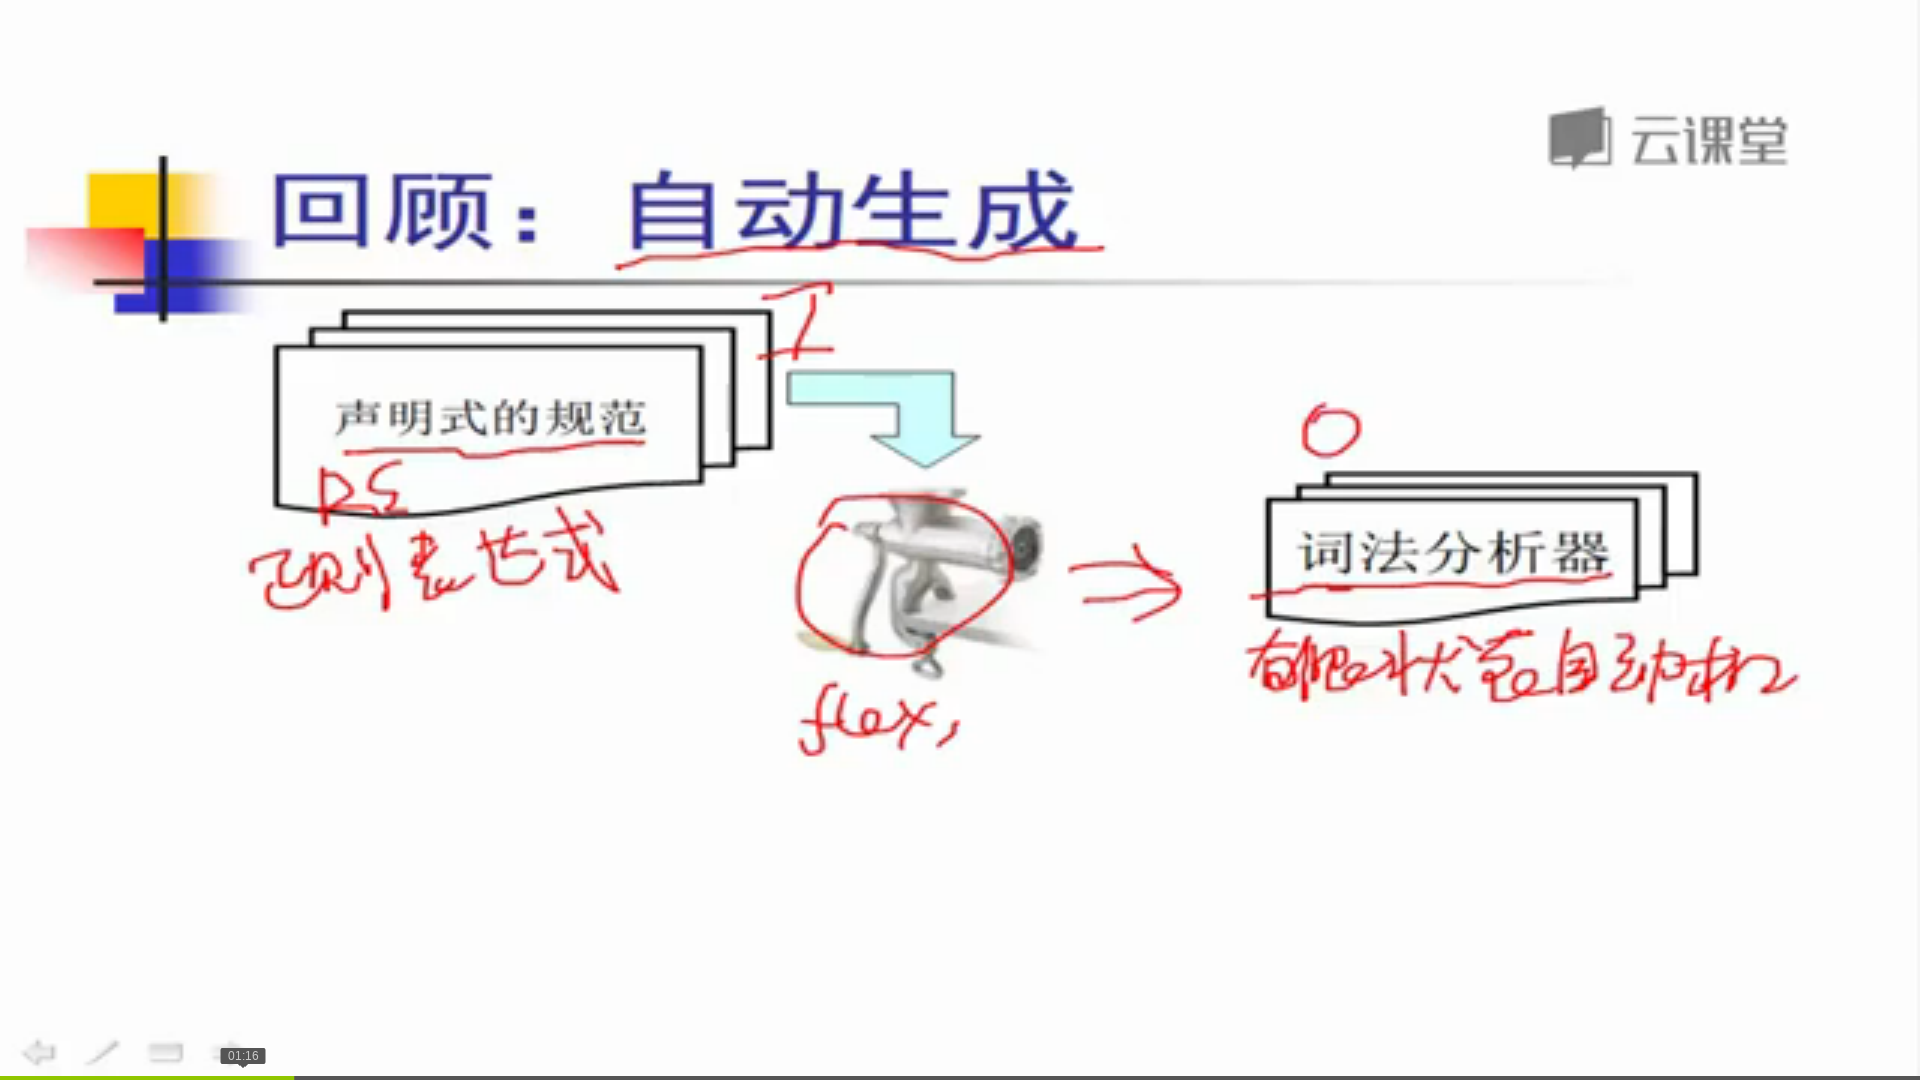 云课堂
回顾：自动生成
I
声明式的规范
RE
正则表达式
O
词法分析器
有限状态自动机
flex,
01:16